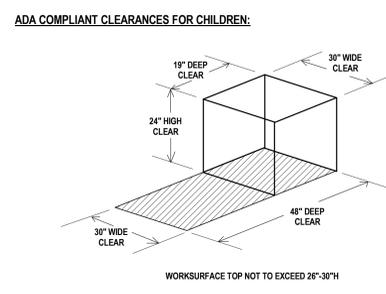 ADA COMPLIANT CLEARANCES FOR CHILDREN:
19" DEEP
CLEAR
30" WIDE
CLEAR
24" HIGH
CLEAR
48" DEEP
CLEAR
30" WIDE
CLEAR
WORKSURFACE TOP NOT TO EXCEED 26"-30"H